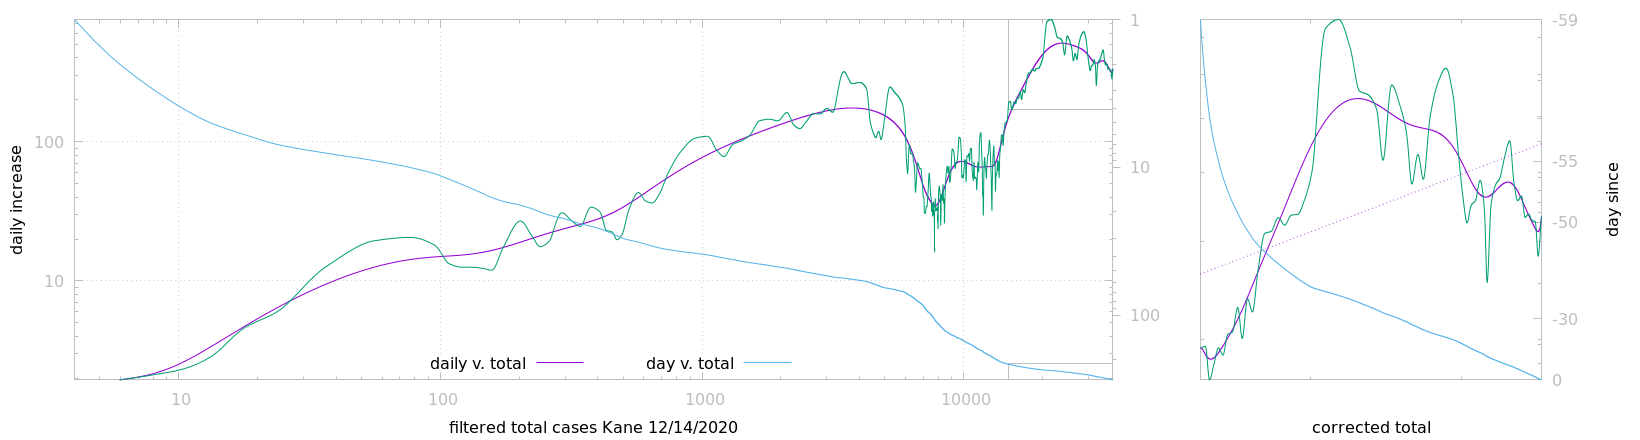 daily increase
100
10
10
100
1000
10000
1
10
100
daily v. total
day v. total
filtered total cases Kane 12/14/2020
-59
-55
-50
-30
0
day since
corrected total